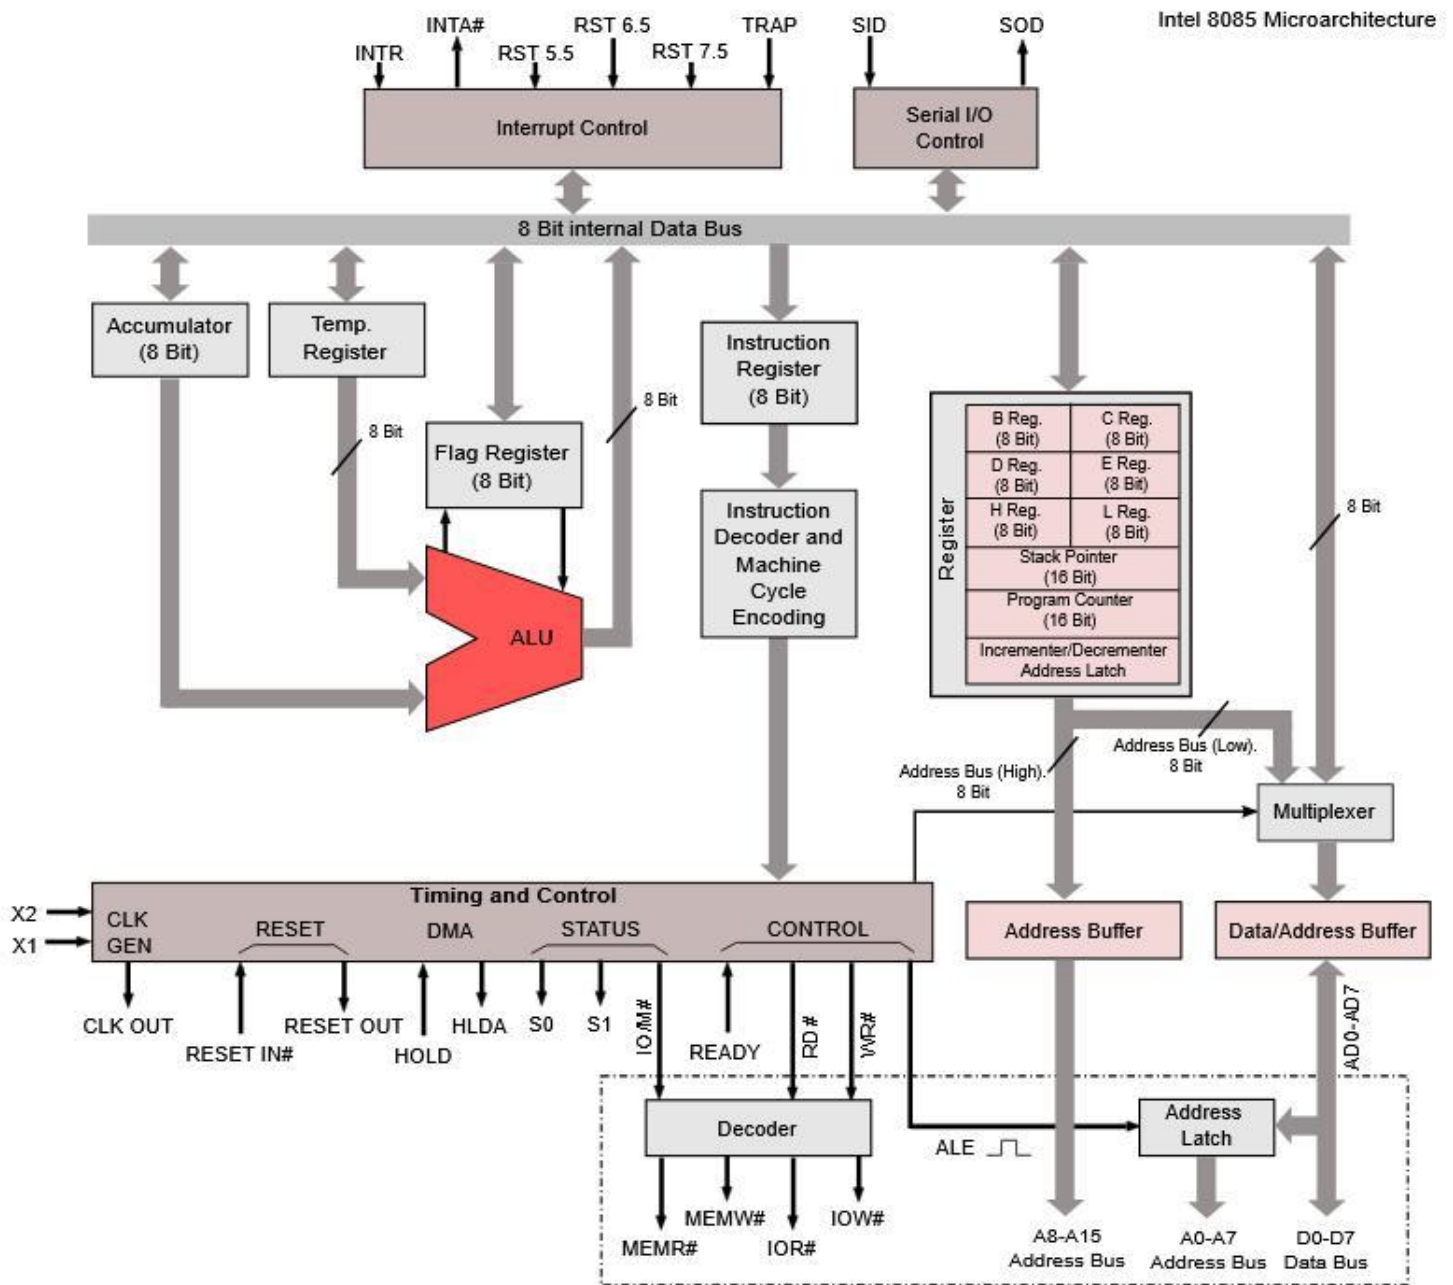 Intel 8085 Microarchitecture
INTA#
RST 6.5
TRAP
SID
SOD
INTR
RST 5.5
RST 7.5
Interrupt Control
Serial I/O
Control
8 Bit internal Data Bus
Accumulator
(8 Bit)
Temp.
Register
8 Bit
Flag Register
(8 Bit)
8 Bit
ALU
Instruction
Register
(8 Bit)
Instruction
Decoder and
Machine
Cycle
Encoding
Register
B Reg.
(8 Bit)
C Reg.
(8 Bit)
D Reg.
(8 Bit)
E Reg.
(8 Bit)
H Reg.
(8 Bit)
L Reg.
(8 Bit)
Stack Pointer
(16 Bit)
Program Counter
(16 Bit)
Incrementer/Decrementer
Address Latch
8 Bit
Address Bus (Low).
8 Bit
Address Bus (High).
8 Bit
Multiplexer
Timing and Control
X2
X1
CLK
GEN
RESET
DMA
STATUS
CONTROL
Address Buffer
Data/Address Buffer
CLK OUT
RESET IN#
RESET OUT
HOLD
HLDA
S0
S1
IO/M#
READY
RD#
WR#
AD0-AD7
Decoder
Address
Latch
ALE
MEMR#
MEMW#
IOR#
IOW#
A8-A15
Address Bus
A0-A7
Address Bus
D0-D7
Data Bus